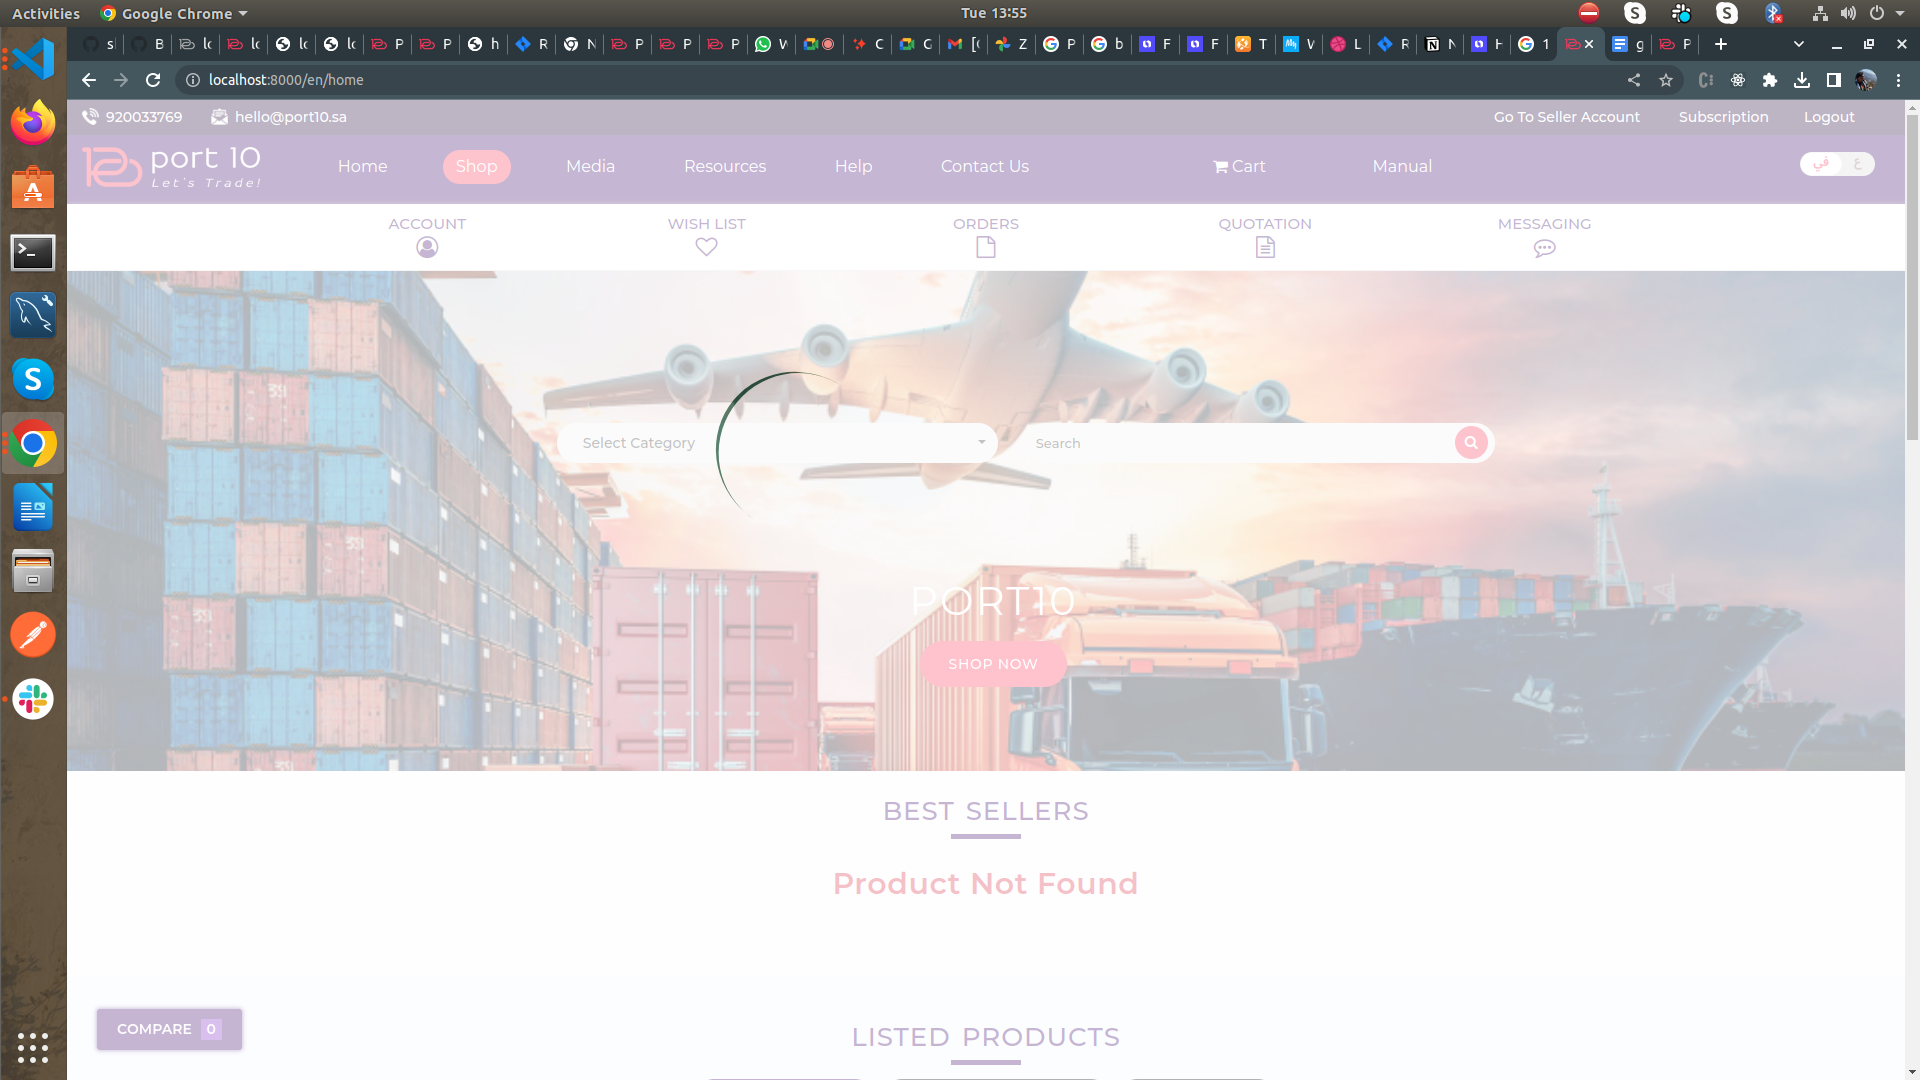 Activities
Google Chrome
Tue 13:55
localhost:8000/en/home
920033769
hello@port10.sa
Go To Seller Account
Subscription
Logout
port 10
Let's Trade!
Home
Shop
Media
Resources
Help
Contact Us
Cart
Manual
في
ع
ACCOUNT
WISH LIST
ORDERS
QUOTATION
MESSAGING
Select Category
Search
PORT10
SHOP NOW
BEST SELLERS
Product Not Found
COMPARE 0
LISTED PRODUCTS